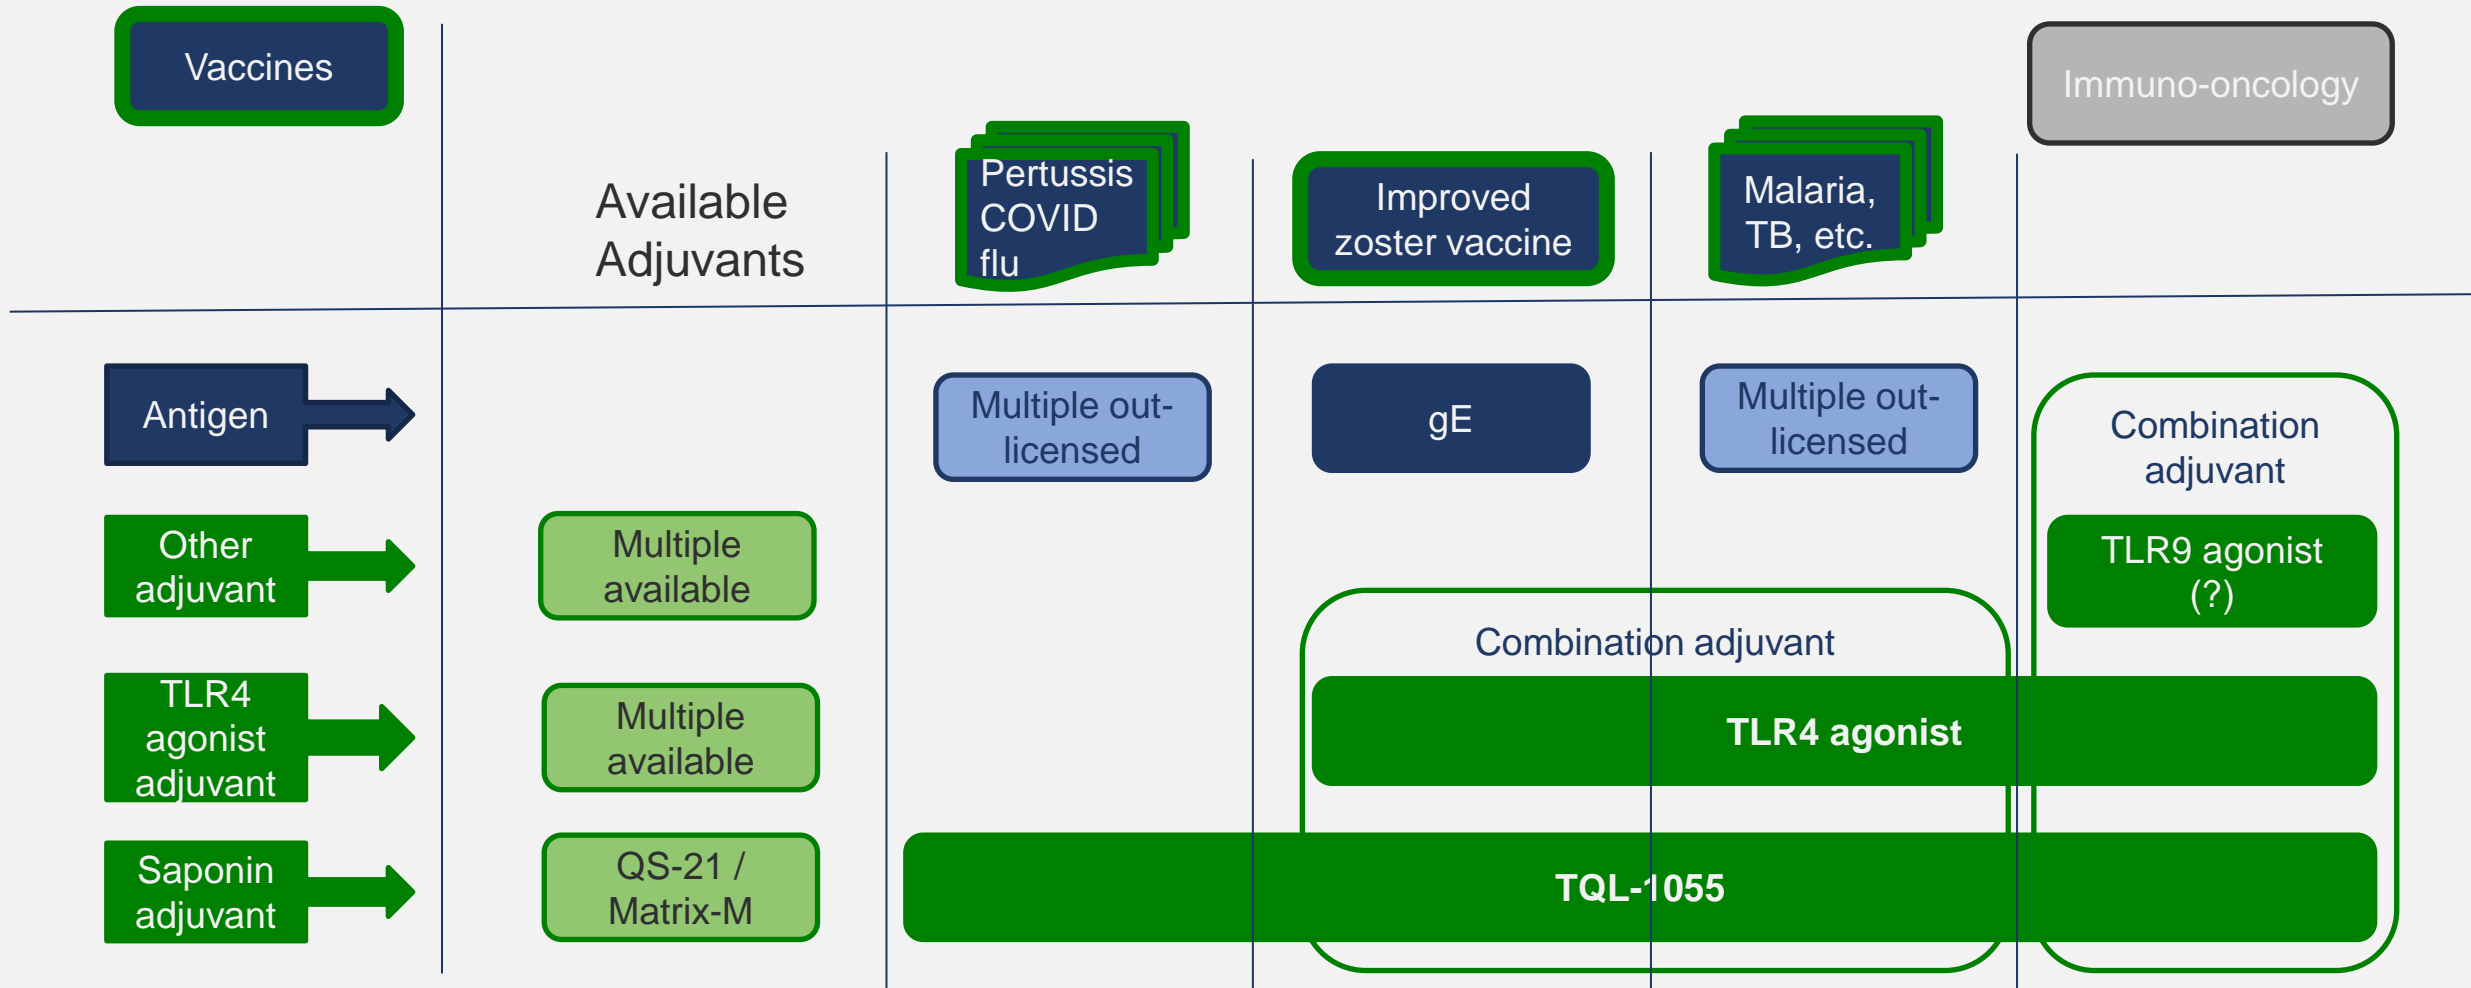 Vaccines
Immuno-oncology
Available
Adjuvants
Pertussis
COVID
flu
Improved
zoster vaccine
Malaria,
TB, etc.
Antigen
Multiple out-
licensed
gE
Multiple out-
licensed
Combination
adjuvant
Other
adjuvant
Multiple
available
TLR9 agonist
(?)
Combination adjuvant
TLR4
agonist
adjuvant
Multiple
available
TLR4 agonist
Saponin
adjuvant
QS-21 /
Matrix-M
TQL-1055